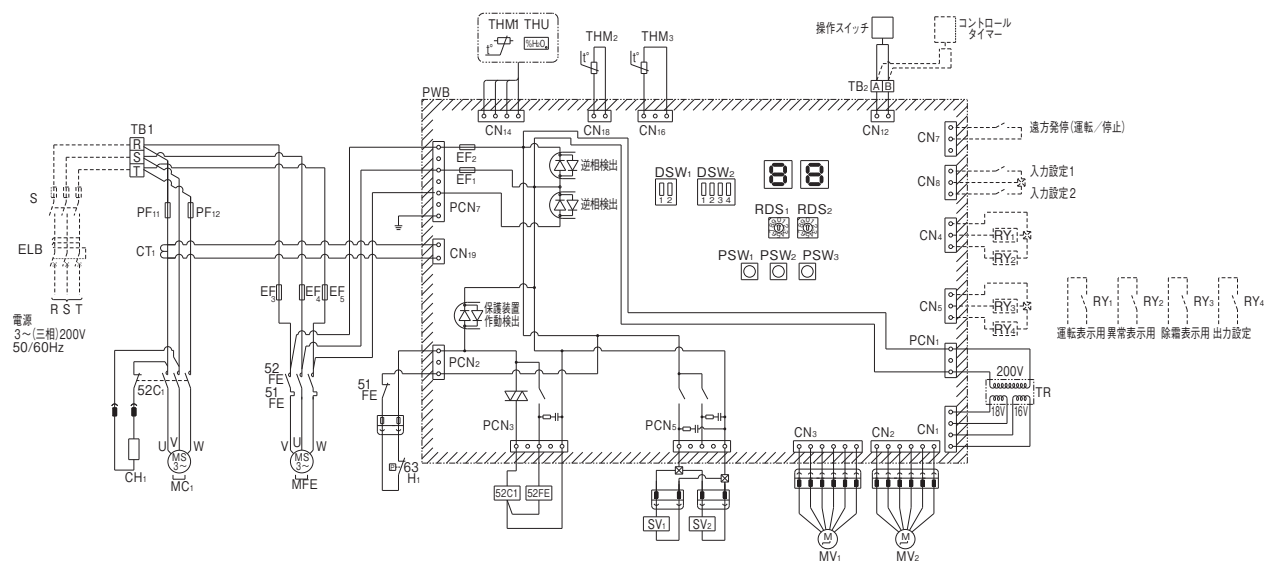 THM1 THU
t°
%H₂O
THM₂
t°
THM₃
t°
操作スイッチ
コントロール
タイマー
TB₂ A B
PWB
CN₁₄
CN₁₈
CN₁₆
CN₁₂
TB1
R
S
T
S
PF₁₁
PF₁₂
ELB
CT₁
R S T
電源
3～(三相)200V
50/60Hz
EF₃
EF₄
EF₅
EF₂
EF₁
逆相検出
逆相検出
PCN₇
CN₁₉
DSW₁
1 2
DSW₂
1 2 3 4
8 8
RDS₁ RDS₂
PSW₁ PSW₂ PSW₃
CN₇
遠方発停(運転／停止)
CN₈
入力設定1
入力設定2
CN₄
RY₁
RY₂
CN₅
RY₃
RY₄
RY₁
RY₂
RY₃
RY₄
運転表示用
異常表示用
除霜表示用
出力設定
保護装置
作動検出
PCN₂
PCN₁
200V
TR
18V
16V
CN₁
52C₁
52
FE
51
FE
51
FE
P
63
H₁
U
V
W
MS
3～
MC₁
CH₁
V
U
W
MS
3～
MFE
PCN₃
PCN₅
CN₃
CN₂
52C1
52FE
SV₁
SV₂
M
MV₁
M
MV₂